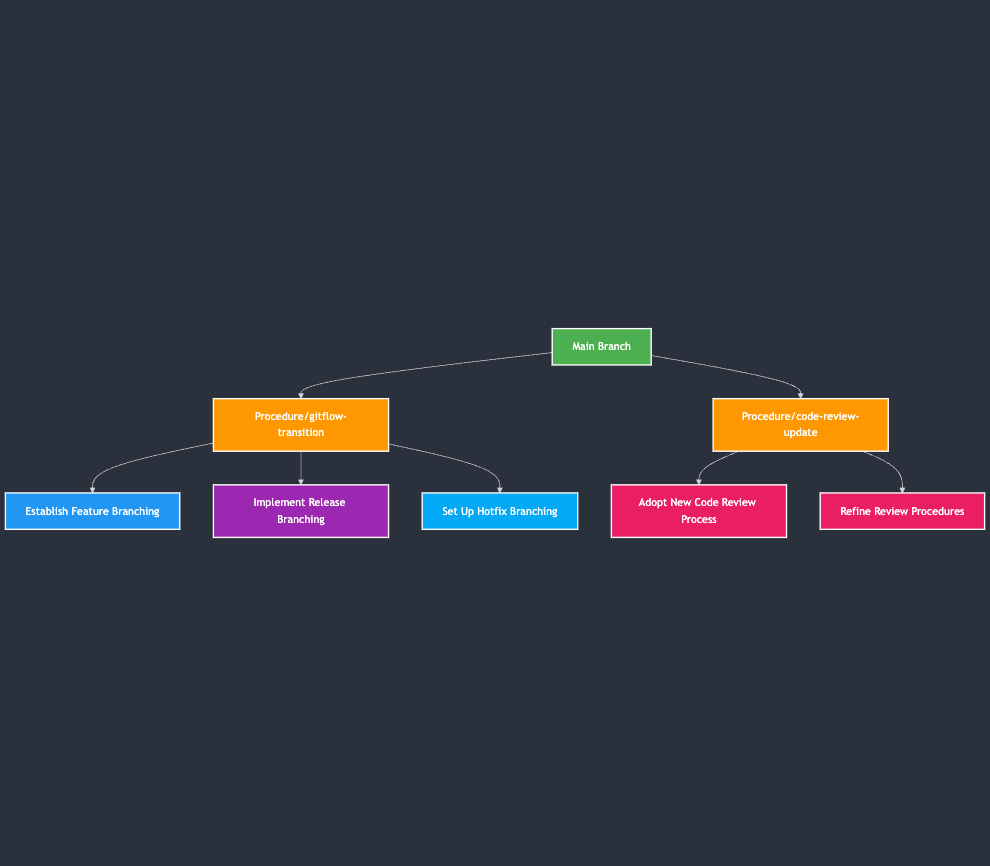 Main Branch
Procedure/gitflow-
transition
Procedure/code-review-
update
Establish Feature Branching
Implement Release
Branching
Set Up Hotfix Branching
Adopt New Code Review
Process
Refine Review Procedures